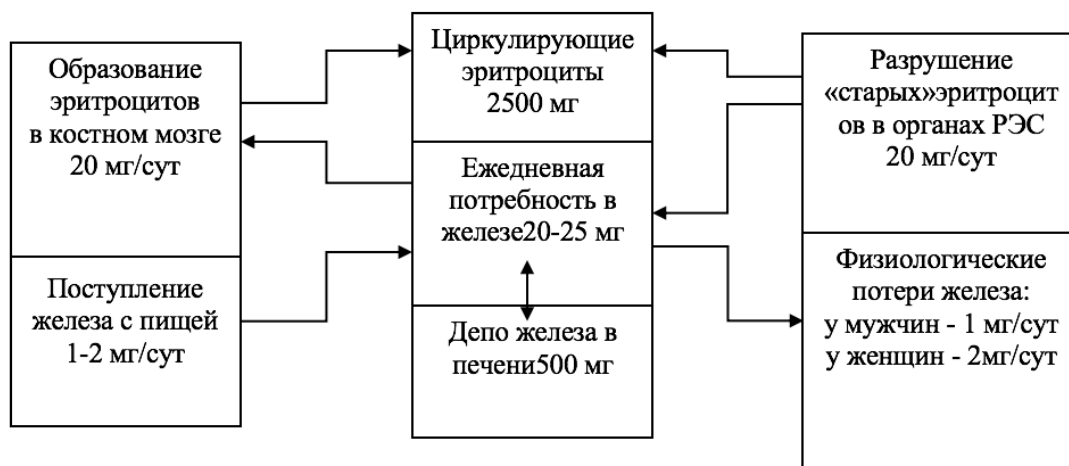 Образование
эритроцитов
в костном мозге
20 мг/сут
Поступление
железа с пищей
1-2 мг/сут
Циркулирующие
эритроциты
2500 мг
Ежедневная
потребность в
железе20-25 мг
Депо железа в
печени500 мг
Разрушение
«старых»эритроцит
ов в органах РЭС
20 мг/сут
Физиологические
потери железа:
у мужчин - 1 мг/сут
у женщин - 2мг/сут